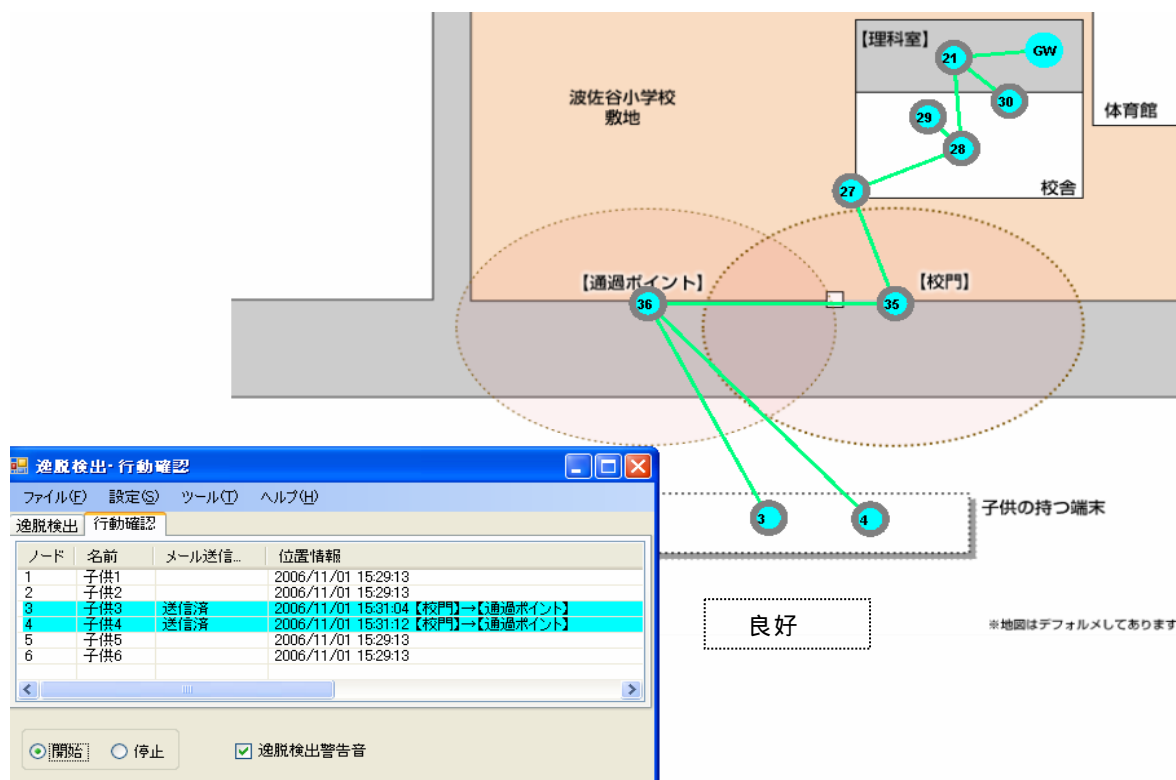 【理科室】
21
GW
30
29
28
27
校舎
体育館
波佐谷小学校
敷地
【通過ポイント】
36
【校門】
35
3
4
子供の持つ端末
良好
※地図はデフォルメしてあります
逸脱検出・行動確認
ファイル(F) 設定(S) ツール(T) ヘルプ(H)
逸脱検出 行動確認
ノード 名前 メール送信... 位置情報
1 子供1 2006/11/01 15:29:13
2 子供2 2006/11/01 15:29:13
3 子供3 送信済 2006/11/01 15:31:04 【校門】→【通過ポイント】
4 子供4 送信済 2006/11/01 15:31:12 【校門】→【通過ポイント】
5 子供5 2006/11/01 15:29:13
6 子供6 2006/11/01 15:29:13
開始 停止 逸脱検出警告音